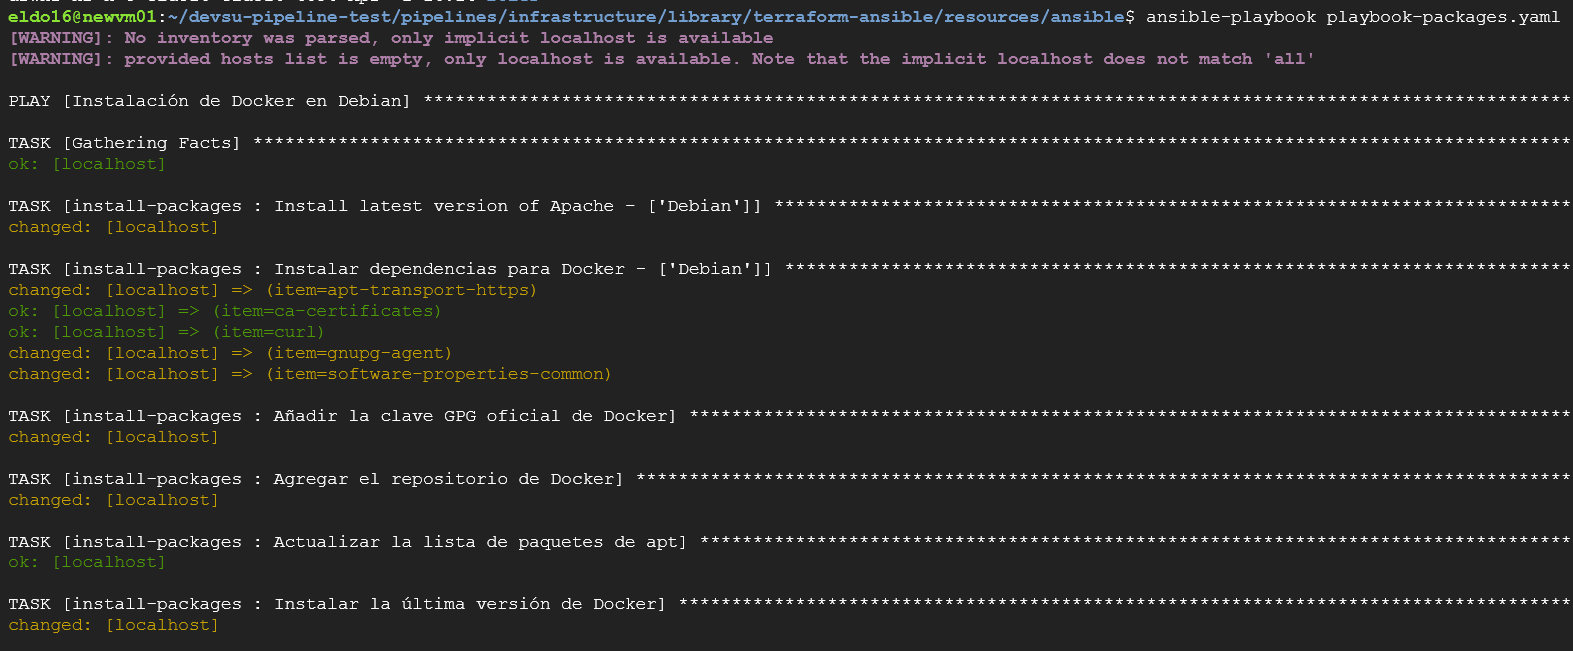 eldo16@newvm01:~/devsu-pipeline-test/pipelines/infrastructure/library/terraform-ansible/resources/ansible$ ansible-playbook playbook-packages.yaml
[WARNING]: No inventory was parsed, only implicit localhost is available
[WARNING]: provided hosts list is empty, only localhost is available. Note that the implicit localhost does not match 'all'
PLAY [Instalación de Docker en Debian] ************************************************************************************************************
TASK [Gathering Facts] ****************************************************************************************************************************
ok: [localhost]
TASK [install-packages : Install latest version of Apache - ['Debian']] ***************************************************************************
changed: [localhost]
TASK [install-packages : Instalar dependencias para Docker - ['Debian']] **************************************************************************
changed: [localhost] => (item=apt-transport-https)
ok: [localhost] => (item=ca-certificates)
ok: [localhost] => (item=curl)
changed: [localhost] => (item=gnupg-agent)
changed: [localhost] => (item=software-properties-common)
TASK [install-packages : Añadir la clave GPG oficial de Docker] ***********************************************************************************
changed: [localhost]
TASK [install-packages : Agregar el repositorio de Docker] ****************************************************************************************
changed: [localhost]
TASK [install-packages : Actualizar la lista de paquetes de apt] **********************************************************************************
ok: [localhost]
TASK [install-packages : Instalar la última versión de Docker] ************************************************************************************
changed: [localhost]